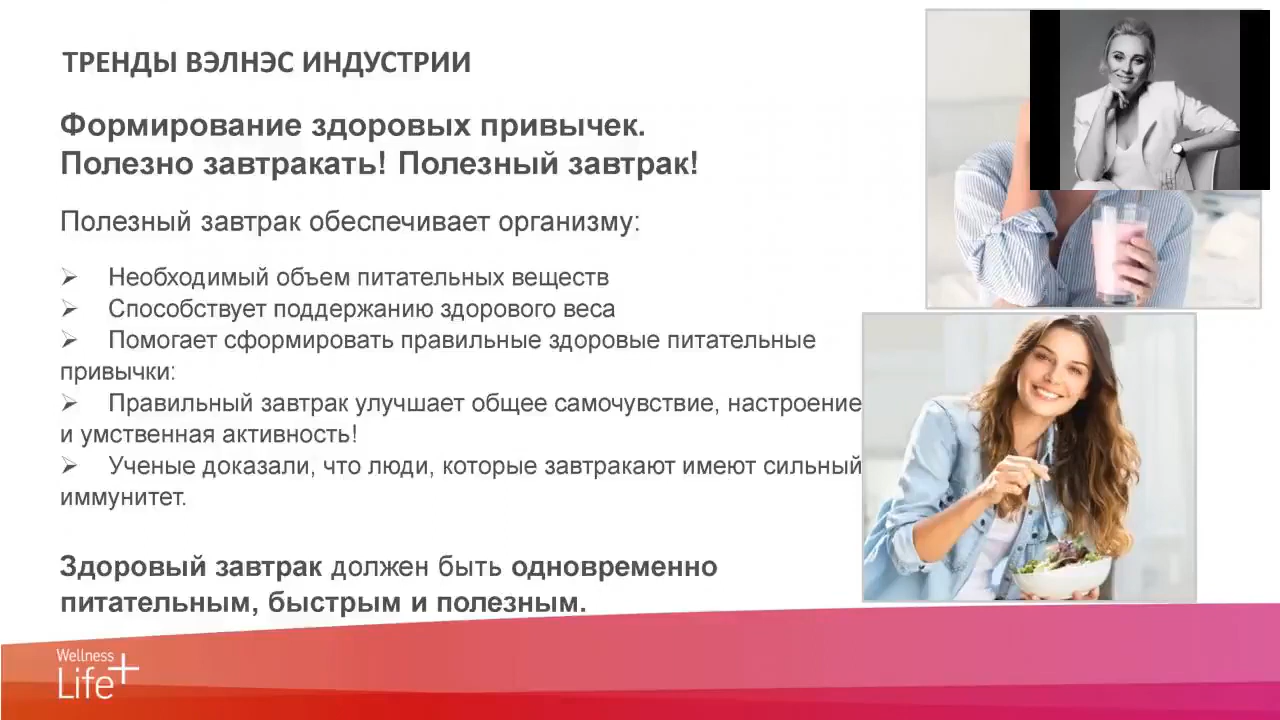 ТРЕНДЫ ВЭЛНЭС ИНДУСТРИИ
Формирование здоровых привычек.
Полезно завтракать! Полезный завтрак!
Полезный завтрак обеспечивает организму:
➢ Необходимый объем питательных веществ
➢ Способствует поддержанию здорового веса
➢ Помогает сформировать правильные здоровые питательные
привычки:
➢ Правильный завтрак улучшает общее самочувствие, настроение
и умственная активность!
➢ Ученые доказали, что люди, которые завтракают имеют сильный
иммунитет.
Здоровый завтрак должен быть одновременно
питательным, быстрым и полезным.
Wellness
Life+